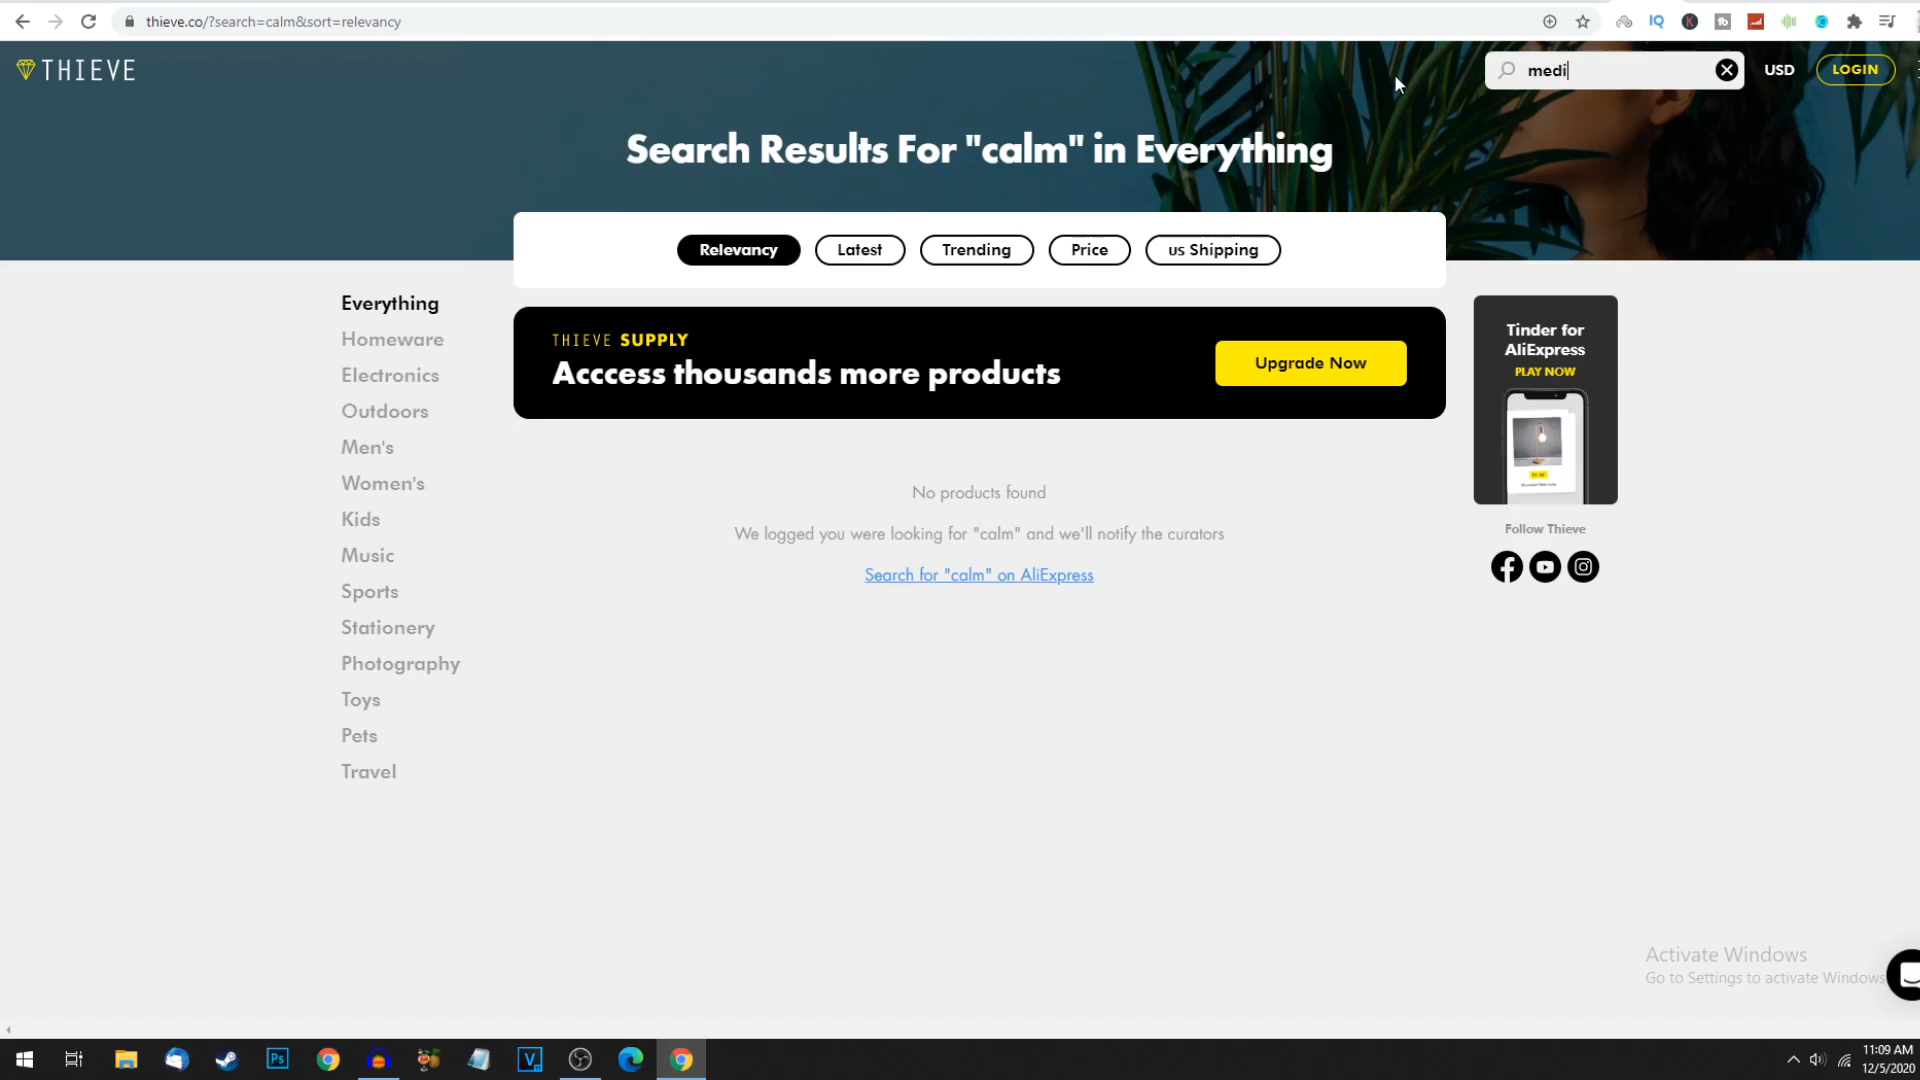 thieve.co/?search=calm&sort=relevancy
IQ
THIEVE
medi
USD
LOGIN
Search Results For "calm" in Everything
Relevancy
Latest
Trending
Price
us Shipping
Everything
Homeware
Electronics
Outdoors
Men's
Women's
Kids
Music
Sports
Stationery
Photography
Toys
Pets
Travel
THIEVE SUPPLY
Acccess thousands more products
Upgrade Now
No products found
We logged you were looking for "calm" and we'll notify the curators
Search for "calm" on AliExpress
Tinder for
AliExpress
PLAY NOW
Follow Thieve
Activate Windows
Go to Settings to activate Windows
Ps
V
11:09 AM
12/5/2020